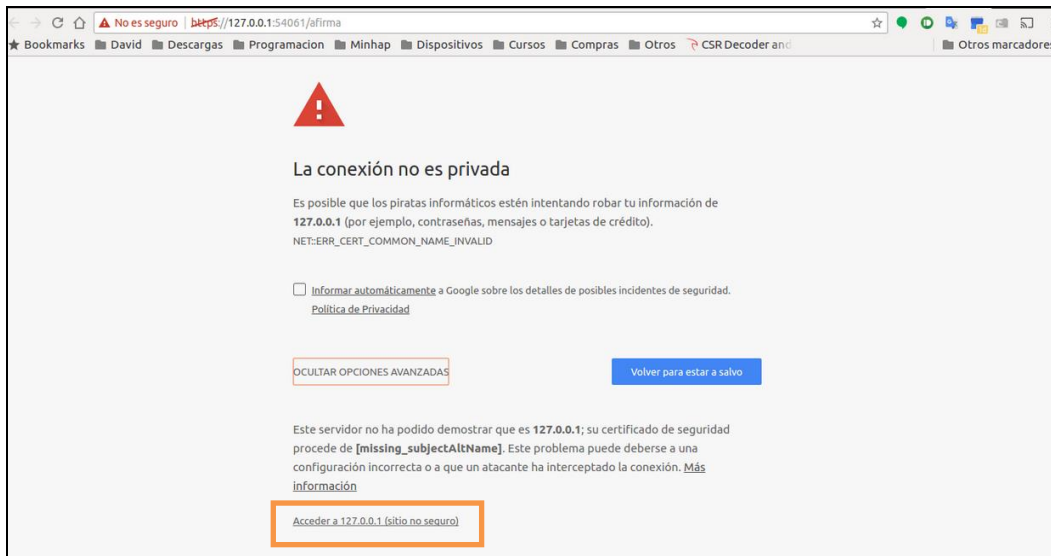 No es seguro | https://127.0.0.1:54061/afirma
Bookmarks David Descargas Programacion Minhap Dispositivos Cursos Compras Otros CSR Decoder and Otros marcadores
La conexión no es privada
Es posible que los piratas informáticos estén intentando robar tu información de
127.0.0.1 (por ejemplo, contraseñas, mensajes o tarjetas de crédito).
NET::ERR_CERT_COMMON_NAME_INVALID
Informar automáticamente a Google sobre los detalles de posibles incidentes de seguridad.
Política de Privacidad
OCULTAR OPCIONES AVANZADAS Volver para estar a salvo
Este servidor no ha podido demostrar que es 127.0.0.1; su certificado de seguridad
procede de [missing_subjectAltName]. Este problema puede deberse a una
configuración incorrecta o a que un atacante ha interceptado la conexión. Más
información
Acceder a 127.0.0.1 (sitio no seguro)